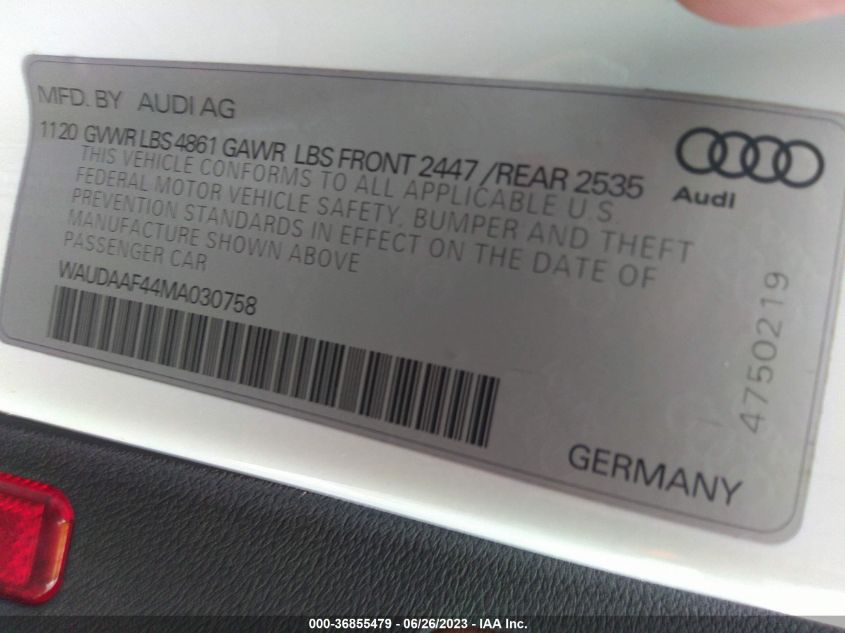 MFD. BY AUDI AG
1120 GVWR LBS 4861 GAWR LBS FRONT 2447 /REAR 2535
THIS VEHICLE CONFORMS TO ALL APPLICABLE U.S.
FEDERAL MOTOR VEHICLE SAFETY, BUMPER AND THEFT
PREVENTION STANDARDS IN EFFECT ON THE DATE OF
MANUFACTURE SHOWN ABOVE
PASSENGER CAR
WAUDAAF44MA030758
Audi
4750219
GERMANY
000-36855479 - 06/26/2023 - IAA Inc.